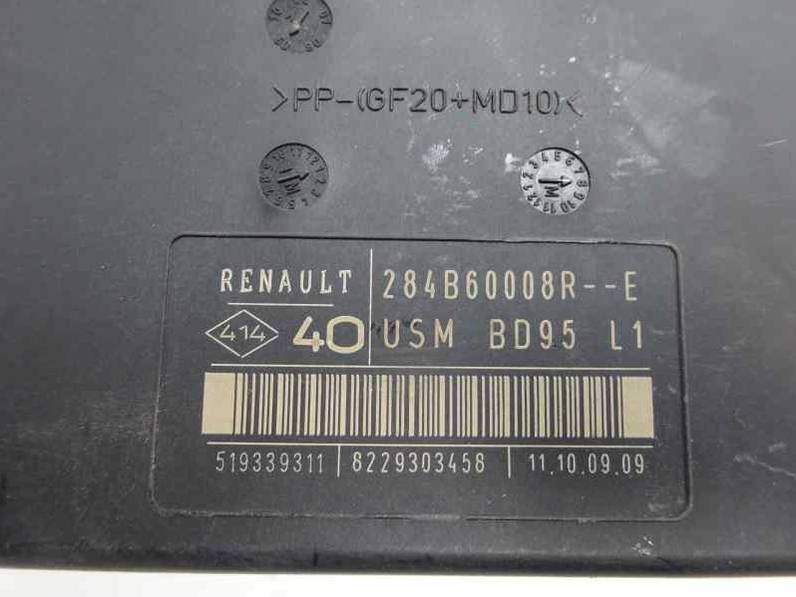 >PP-(GF20+MD10)<
RENAULT 284B60008R--E
414 40 USM BD95 L1
519339311 8229303458 11.10.09.09